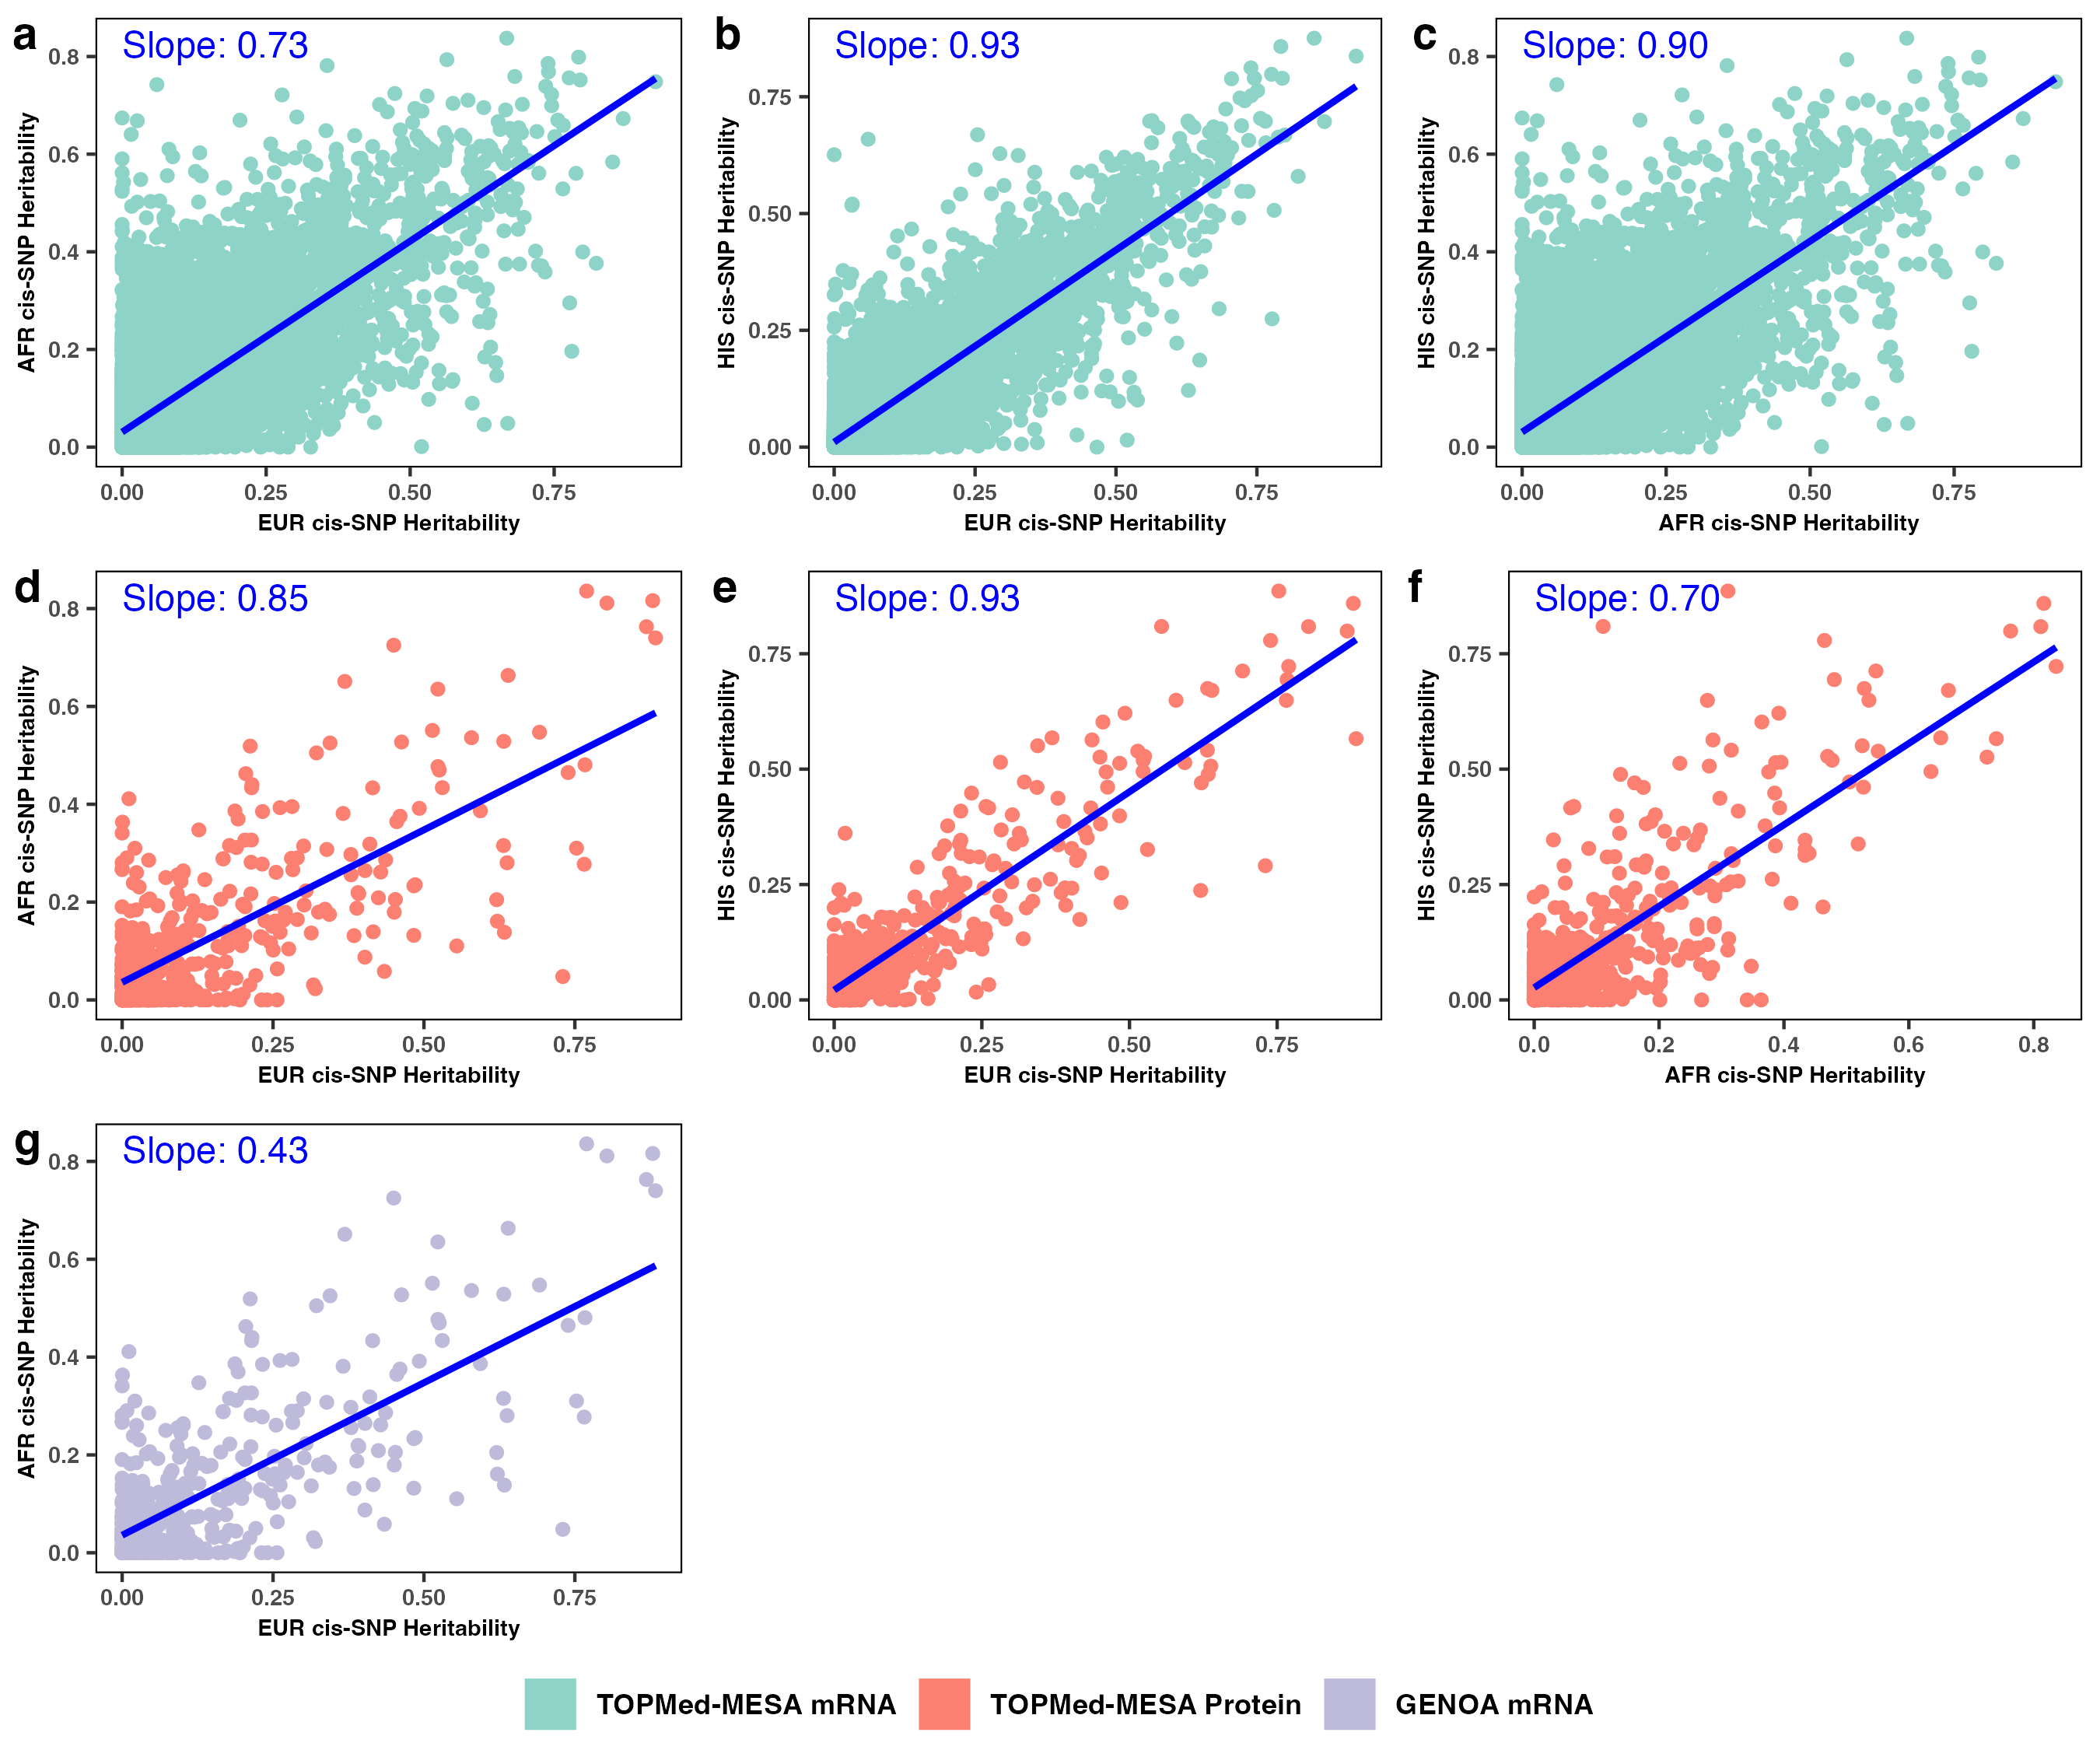 a
Slope: 0.73
AFR cis-SNP Heritability
0.8
0.6
0.4
0.2
0.0
0.00 0.25 0.50 0.75
EUR cis-SNP Heritability
b
Slope: 0.93
HIS cis-SNP Heritability
0.75
0.50
0.25
0.00
0.00 0.25 0.50 0.75
EUR cis-SNP Heritability
c
Slope: 0.90
HIS cis-SNP Heritability
0.8
0.6
0.4
0.2
0.0
0.00 0.25 0.50 0.75
AFR cis-SNP Heritability
d
Slope: 0.85
AFR cis-SNP Heritability
0.8
0.6
0.4
0.2
0.0
0.00 0.25 0.50 0.75
EUR cis-SNP Heritability
e
Slope: 0.93
HIS cis-SNP Heritability
0.75
0.50
0.25
0.00
0.00 0.25 0.50 0.75
EUR cis-SNP Heritability
f
Slope: 0.70
HIS cis-SNP Heritability
0.75
0.50
0.25
0.00
0.0 0.2 0.4 0.6 0.8
AFR cis-SNP Heritability
g
Slope: 0.43
AFR cis-SNP Heritability
0.8
0.6
0.4
0.2
0.0
0.00 0.25 0.50 0.75
EUR cis-SNP Heritability
TOPMed-MESA mRNA TOPMed-MESA Protein GENOA mRNA